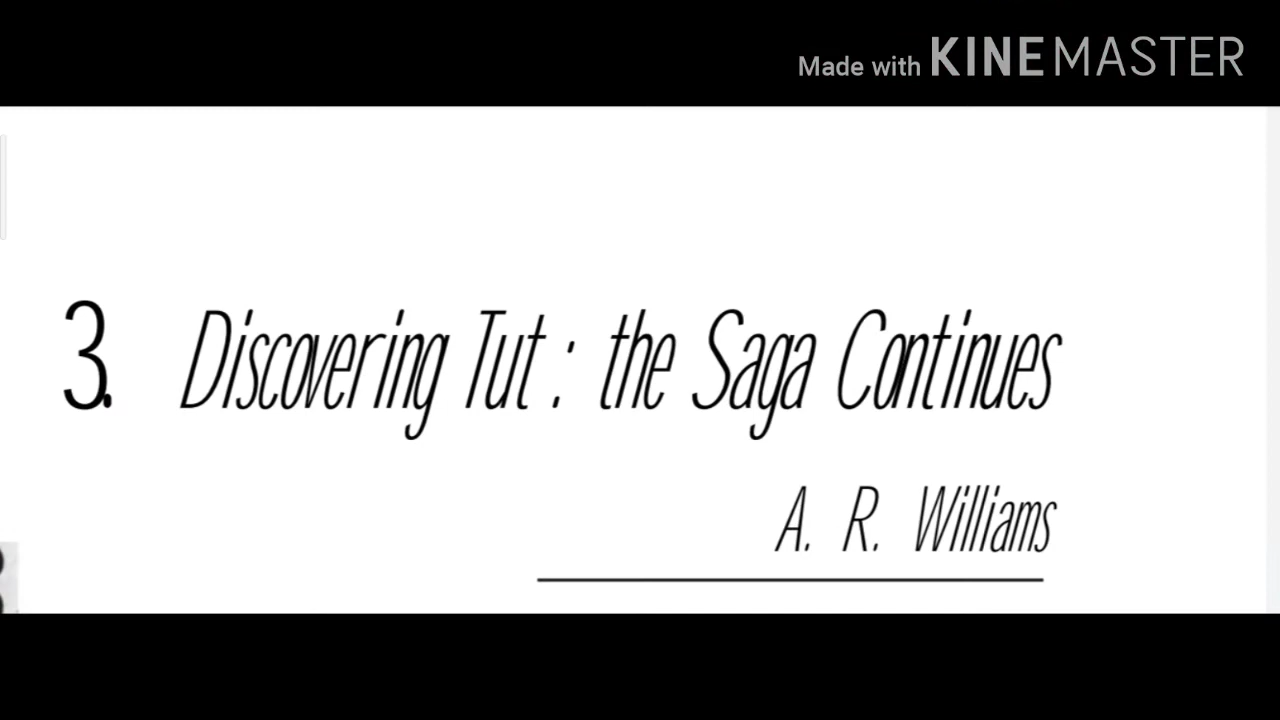 Made with KINEMASTER
3. Discovering Tut : the Saga Continues
A. R. Williams